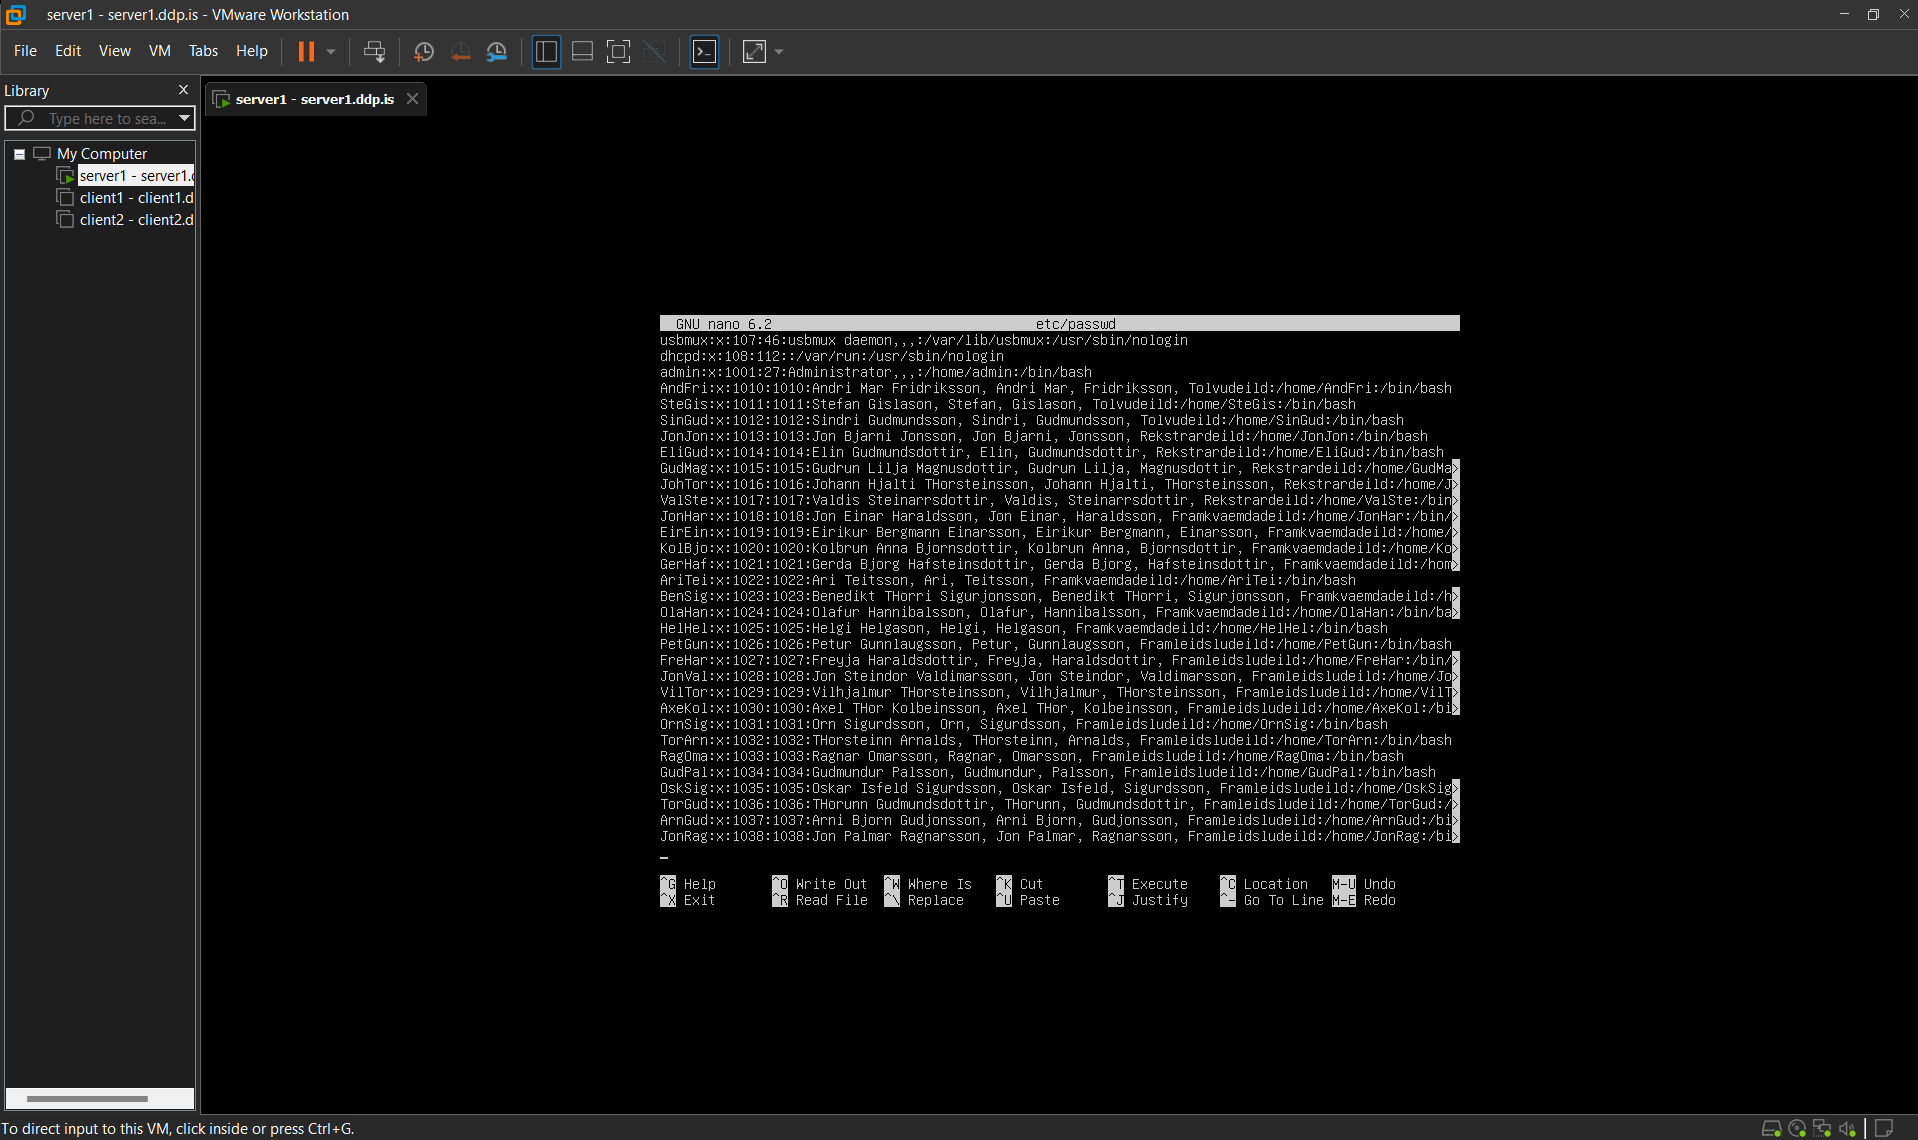 server1 - server1.ddp.is - VMware Workstation
File Edit View VM Tabs Help
Library
Type here to sea...
My Computer
server1 - server1.
client1 - client1.d
client2 - client2.d
server1 - server1.ddp.is
GNU nano 6.2 etc/passwd
usbmux:x:107:46:usbmux daemon,,,:/var/lib/usbmux:/usr/sbin/nologin
dhcpd:x:108:112::/var/run:/usr/sbin/nologin
admin:x:1001:27:Administrator,,,:/home/admin:/bin/bash
AndFri:x:1010:1010:Andri Mar Fridriksson, Andri Mar, Fridriksson, Tolvudeild:/home/AndFri:/bin/bash
SteGis:x:1011:1011:Stefan Gislason, Stefan, Gislason, Tolvudeild:/home/SteGis:/bin/bash
SinGud:x:1012:1012:Sindri Gudmundsson, Sindri, Gudmundsson, Tolvudeild:/home/SinGud:/bin/bash
JonJon:x:1013:1013:Jon Bjarni Jonsson, Jon Bjarni, Jonsson, Rekstrardeild:/home/JonJon:/bin/bash
EliGud:x:1014:1014:Elin Gudmundsdottir, Elin, Gudmundsdottir, Rekstrardeild:/home/EliGud:/bin/bash
GudMag:x:1015:1015:Gudrun Lilja Magnusdottir, Gudrun Lilja, Magnusdottir, Rekstrardeild:/home/GudMa>
JohTor:x:1016:1016:Johann Hjalti THorsteinsson, Johann Hjalti, THorsteinsson, Rekstrardeild:/home/J>
ValSte:x:1017:1017:Valdis Steinarrsdottir, Valdis, Steinarrsdottir, Rekstrardeild:/home/ValSte:/bin>
JonHar:x:1018:1018:Jon Einar Haraldsson, Jon Einar, Haraldsson, Framkvaemdadeild:/home/JonHar:/bin/>
EirEin:x:1019:1019:Eirikur Bergmann Einarsson, Eirikur Bergmann, Einarsson, Framkvaemdadeild:/home/>
KolBjo:x:1020:1020:Kolbrun Anna Bjornsdottir, Kolbrun Anna, Bjornsdottir, Framkvaemdadeild:/home/Ko>
GerHaf:x:1021:1021:Gerda Bjorg Hafsteinsdottir, Gerda Bjorg, Hafsteinsdottir, Framkvaemdadeild:/hom>
AriTei:x:1022:1022:Ari Teitsson, Ari, Teitsson, Framkvaemdadeild:/home/AriTei:/bin/bash
BenSig:x:1023:1023:Benedikt THorri Sigurjonsson, Benedikt THorri, Sigurjonsson, Framkvaemdadeild:/h>
OlaHan:x:1024:1024:Olafur Hannibalsson, Olafur, Hannibalsson, Framkvaemdadeild:/home/OlaHan:/bin/ba>
HelHel:x:1025:1025:Helgi Helgason, Helgi, Helgason, Framkvaemdadeild:/home/HelHel:/bin/bash
PetGun:x:1026:1026:Petur Gunnlaugsson, Petur, Gunnlaugsson, Framleidsludeild:/home/PetGun:/bin/bash
FreHar:x:1027:1027:Freyja Haraldsdottir, Freyja, Haraldsdottir, Framleidsludeild:/home/FreHar:/bin/>
JonVal:x:1028:1028:Jon Steindor Valdimarsson, Jon Steindor, Valdimarsson, Framleidsludeild:/home/Jo>
VilTor:x:1029:1029:Vilhjalmur THorsteinsson, Vilhjalmur, THorsteinsson, Framleidsludeild:/home/VilT>
AxeKol:x:1030:1030:Axel THor Kolbeinsson, Axel THor, Kolbeinsson, Framleidsludeild:/home/AxeKol:/bi>
OrnSig:x:1031:1031:Orn Sigurdsson, Orn, Sigurdsson, Framleidsludeild:/home/OrnSig:/bin/bash
TorArn:x:1032:1032:THorsteinn Arnalds, THorsteinn, Arnalds, Framleidsludeild:/home/TorArn:/bin/bash
RagOma:x:1033:1033:Ragnar Omarsson, Ragnar, Omarsson, Framleidsludeild:/home/RagOma:/bin/bash
GudPal:x:1034:1034:Gudmundur Palsson, Gudmundur, Palsson, Framleidsludeild:/home/GudPal:/bin/bash
OskSig:x:1035:1035:Oskar Isfeld Sigurdsson, Oskar Isfeld, Sigurdsson, Framleidsludeild:/home/OskSig>
TorGud:x:1036:1036:THorunn Gudmundsdottir, THorunn, Gudmundsdottir, Framleidsludeild:/home/TorGud:/>
ArnGud:x:1037:1037:Arni Bjorn Gudjonsson, Arni Bjorn, Gudjonsson, Framleidsludeild:/home/ArnGud:/bi>
JonRag:x:1038:1038:Jon Palmar Ragnarsson, Jon Palmar, Ragnarsson, Framleidsludeild:/home/JonRag:/bi>
^G Help ^O Write Out ^W Where Is ^K Cut ^T Execute ^C Location M-U Undo
^X Exit ^R Read File ^\ Replace ^U Paste ^J Justify ^_ Go To Line M-E Redo
To direct input to this VM, click inside or press Ctrl+G.